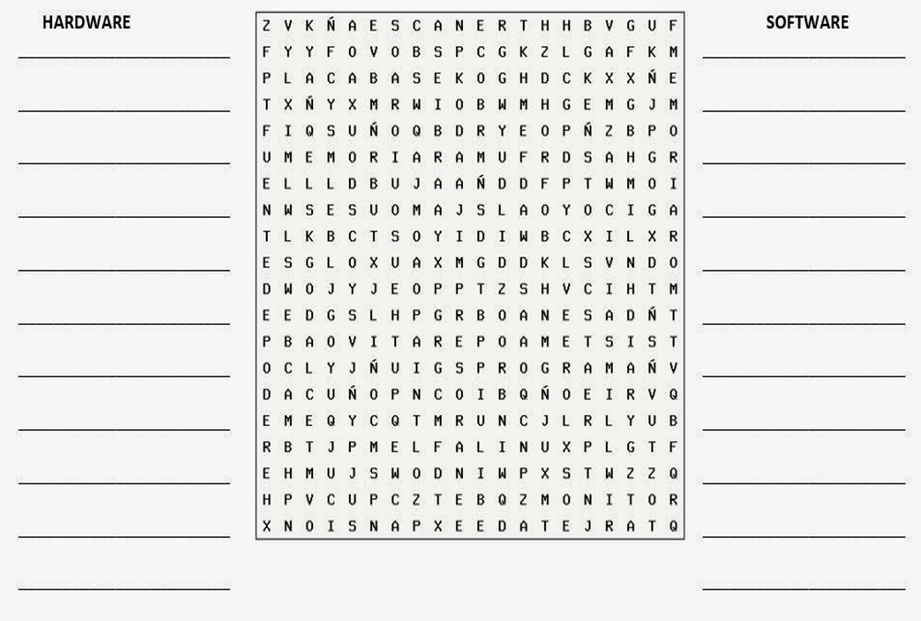 HARDWARE
SOFTWARE
Z V K Ñ A E S C A N E R T H H B V G U F
F Y Y F O V O B S P C G K Z L G A F K M
P L A C A B A S E K O G H D C K X X Ñ E
T X Ñ Y X M R W I O B W M H G E M G J M
F I Q S U Ñ O Q B D R Y E O P Ñ Z B P O
U M E M O R I A R A M U F R D S A H G R
E L L L D B U J A A Ñ D D F P T W M O I
N W S E S U O M A J S L A O Y O C I G A
T L K B C T S O Y I D I W B C X I L X R
E S G L O X U A X M G D D K L S V N D O
D W O J Y J E O P P T Z S H V C I H T M
E E D G S L H P G R B O A N E S A D Ñ T
P B A O V I T A R E P O A M E T S I S T
O C L Y J Ñ U I G S P R O G R A M A Ñ V
D A C U Ñ O P N C O I B Q Ñ O E I R V Q
E M E Q Y C Q T M R U N C J L R L Y U B
R B T J P M E L F A L I N U X P L G T F
E H M U J S W O D N I W P X S T W Z Z Q
H P V C U P C Z T E B Q Z M O N I T O R
X N O I S N A P X E E D A T E J R A T Q